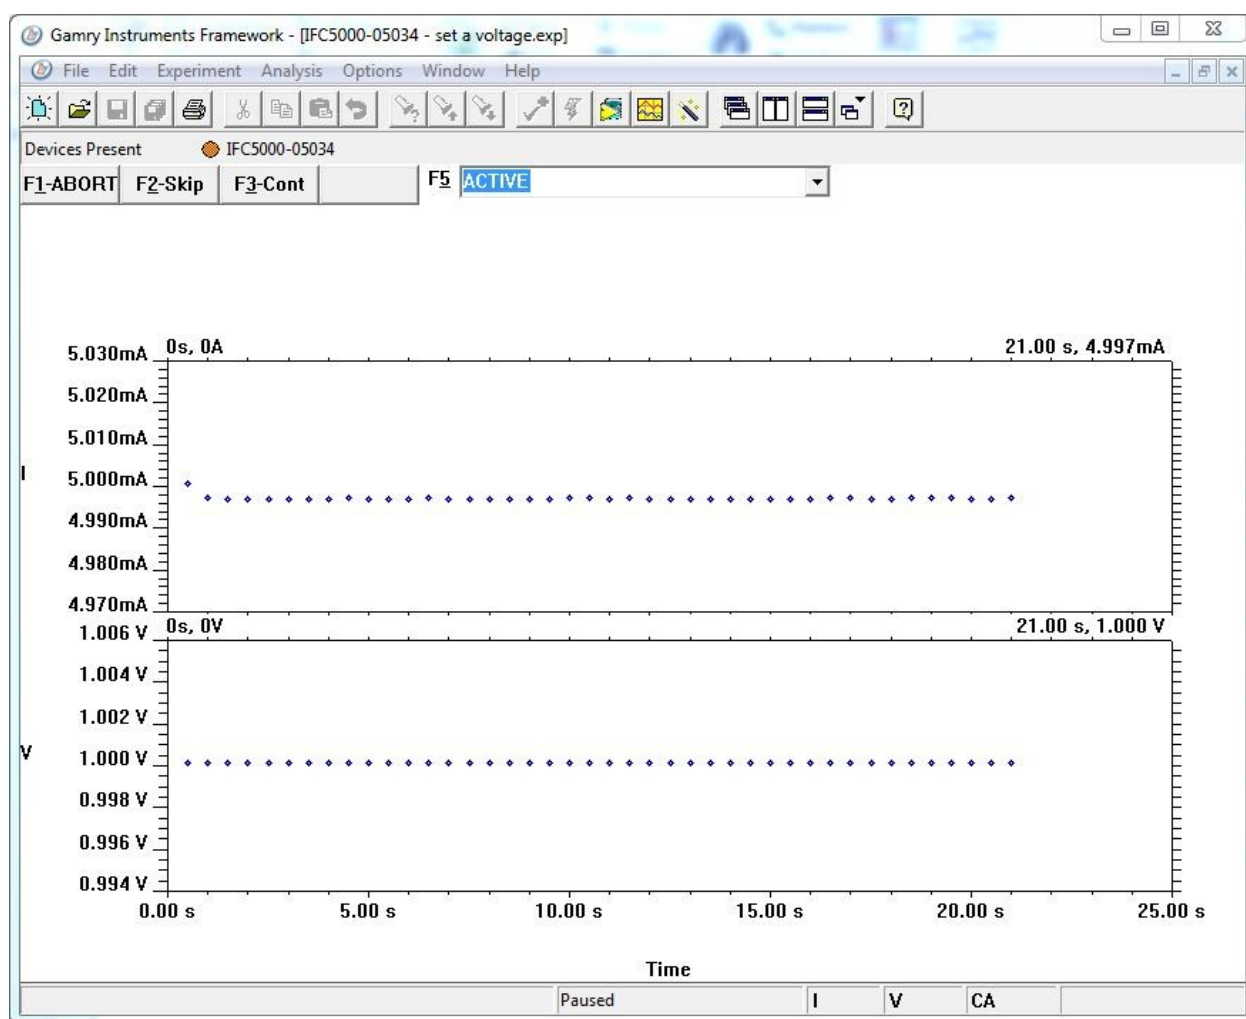 Gamry Instruments Framework - [IFC5000-05034 - set a voltage.exp]
File Edit Experiment Analysis Options Window Help
Devices Present IFC5000-05034
F1-ABORT F2-Skip F3-Cont F5 ACTIVE
0s, 0A 21.00 s, 4.997mA
5.030mA
5.020mA
5.010mA
I
5.000mA
4.990mA
4.980mA
4.970mA
0s, 0V 21.00 s, 1.000 V
1.006 V
1.004 V
1.002 V
V
1.000 V
0.998 V
0.996 V
0.994 V
0.00 s 5.00 s 10.00 s 15.00 s 20.00 s 25.00 s
Time
Paused I V CA